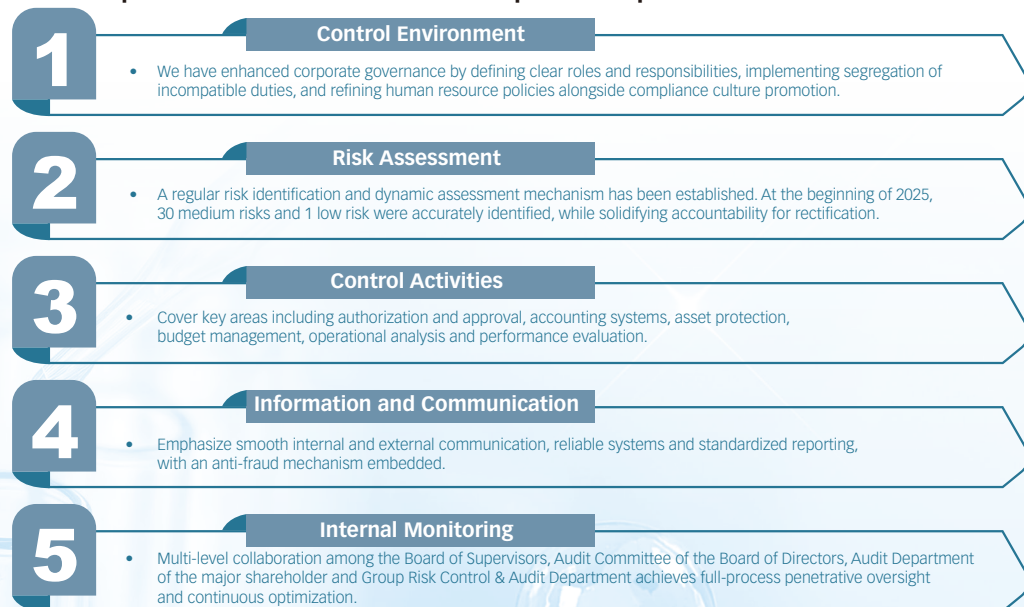 1
Control Environment
• We have enhanced corporate governance by defining clear roles and responsibilities, implementing segregation of
incompatible duties, and refining human resource policies alongside compliance culture promotion.
2
Risk Assessment
• A regular risk identification and dynamic assessment mechanism has been established. At the beginning of 2025,
30 medium risks and 1 low risk were accurately identified, while solidifying accountability for rectification.
3
Control Activities
• Cover key areas including authorization and approval, accounting systems, asset protection,
budget management, operational analysis and performance evaluation.
4
Information and Communication
• Emphasize smooth internal and external communication, reliable systems and standardized reporting,
with an anti-fraud mechanism embedded.
5
Internal Monitoring
• Multi-level collaboration among the Board of Supervisors, Audit Committee of the Board of Directors, Audit Department
of the major shareholder and Group Risk Control & Audit Department achieves full-process penetrative oversight
and continuous optimization.